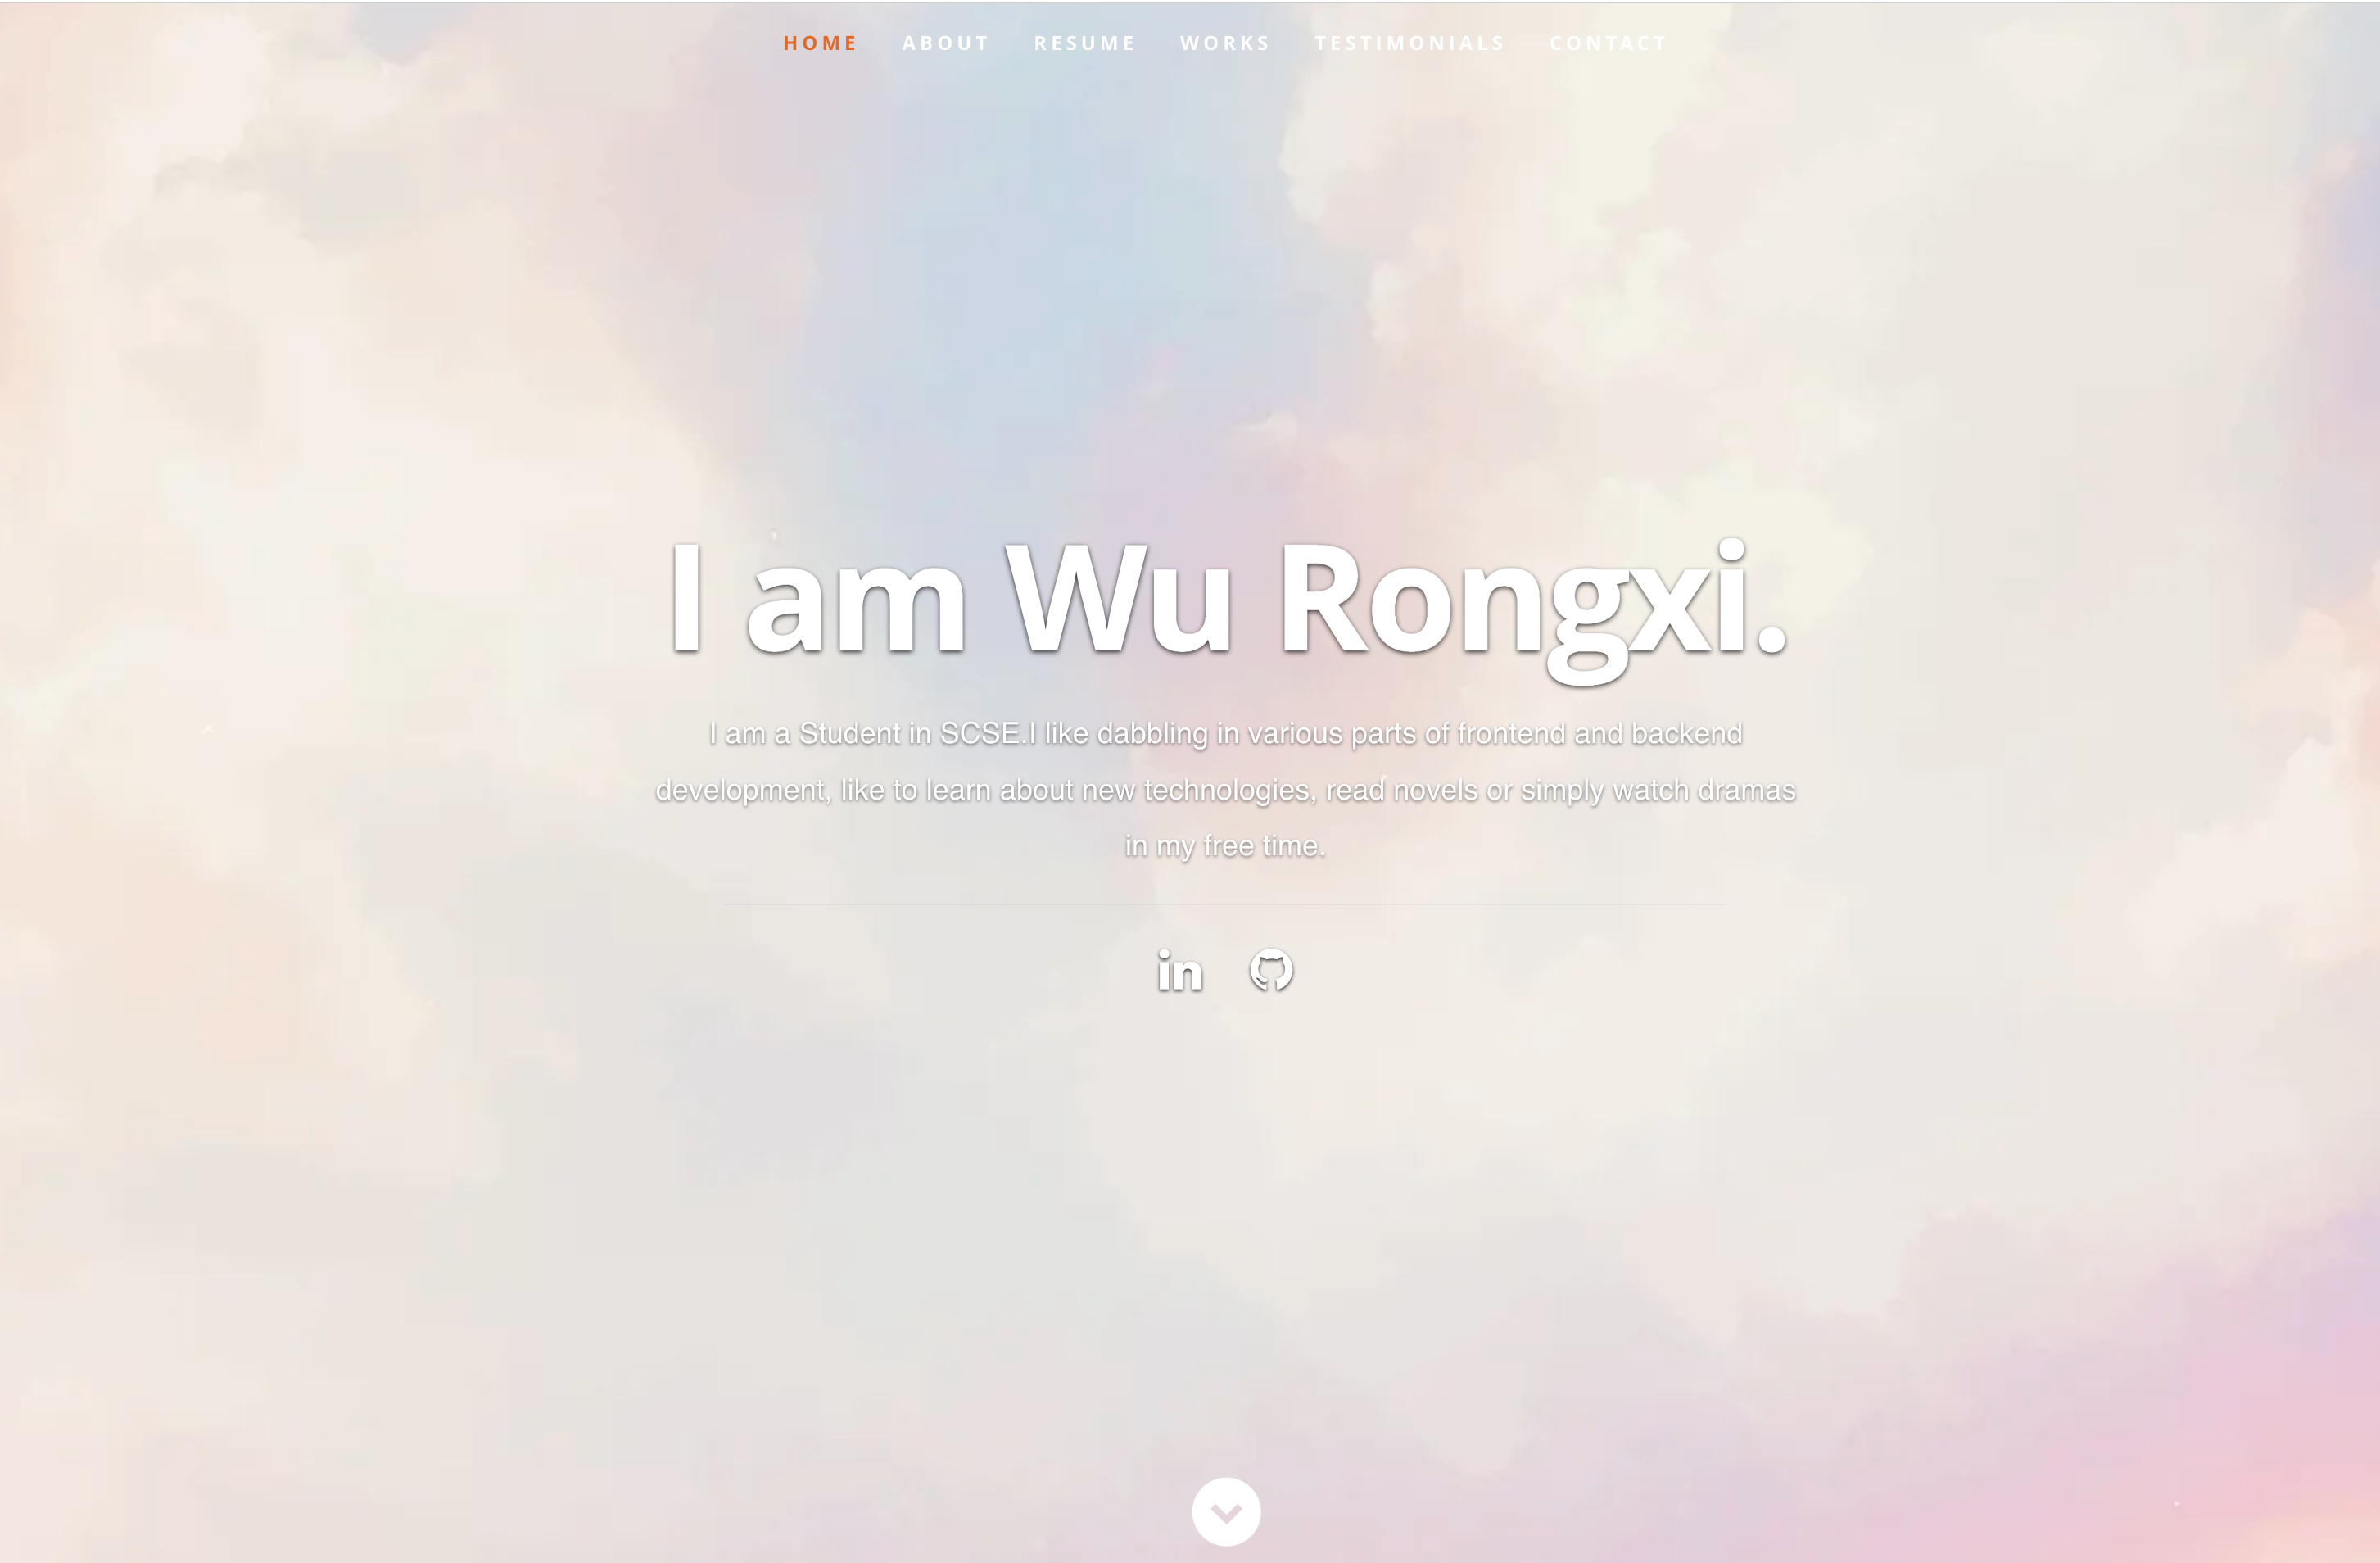 HOME ABOUT RESUME WORKS TESTIMONIALS CONTACT
I am Wu Rongxi.
I am a Student in SCSE.I like dabbling in various parts of frontend and backend
development, like to learn about new technologies, read novels or simply watch dramas
in my free time.
in